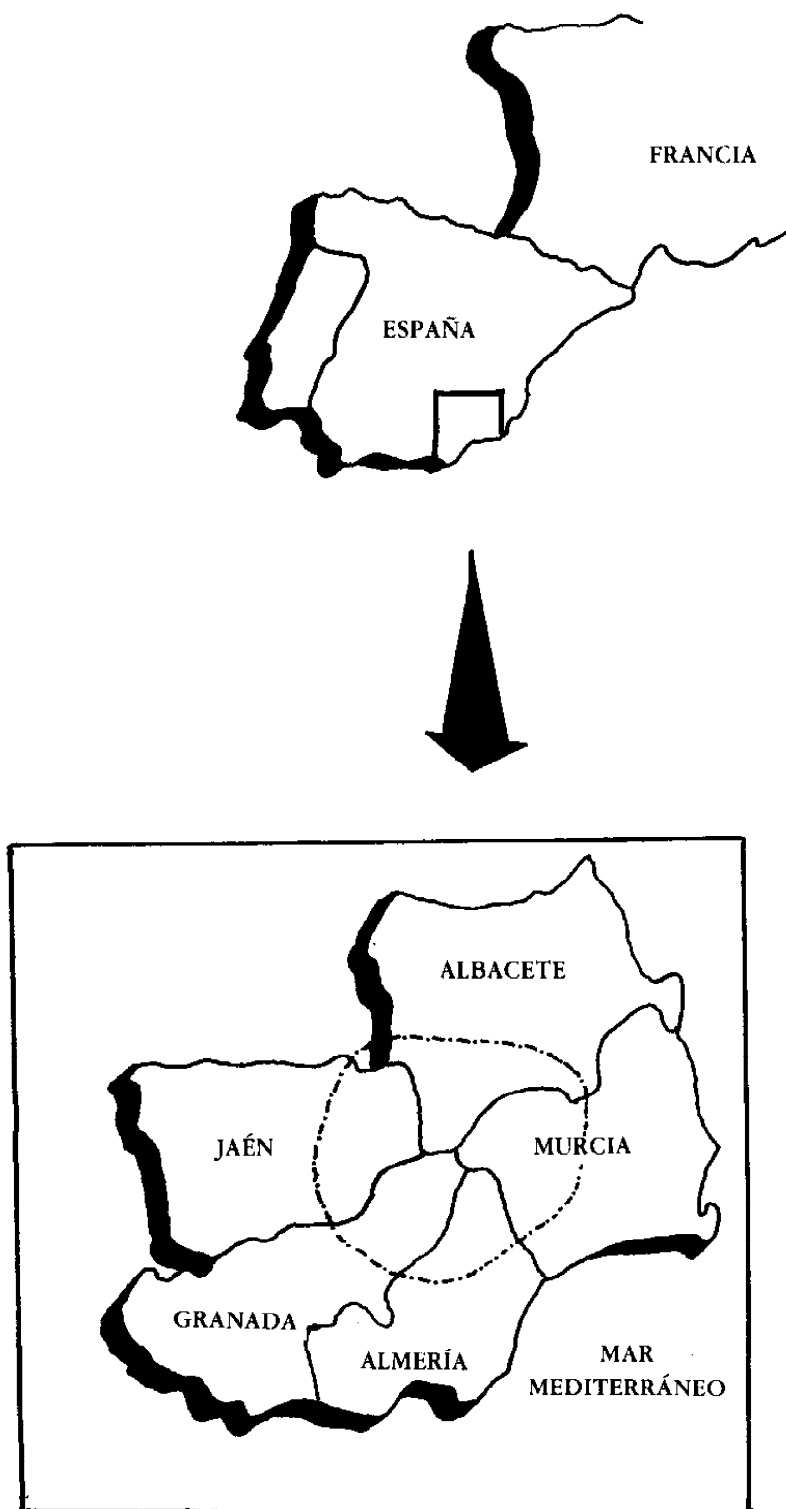 FRANCIA
ESPAÑA
ALBACETE
JAÉN
MURCIA
GRANADA
ALMERÍA
MAR
MEDITERRÁNEO